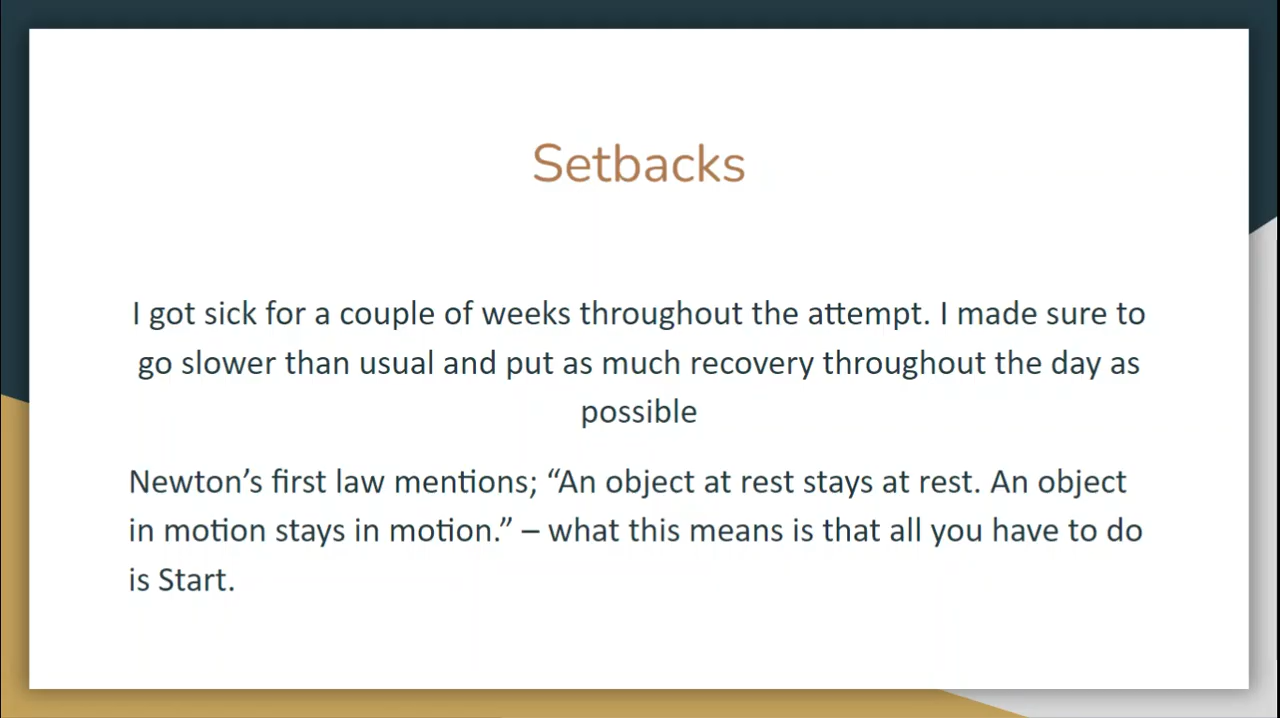 Setbacks
I got sick for a couple of weeks throughout the attempt. I made sure to
go slower than usual and put as much recovery throughout the day as
possible
Newton’s first law mentions; “An object at rest stays at rest. An object
in motion stays in motion.” – what this means is that all you have to do
is Start.